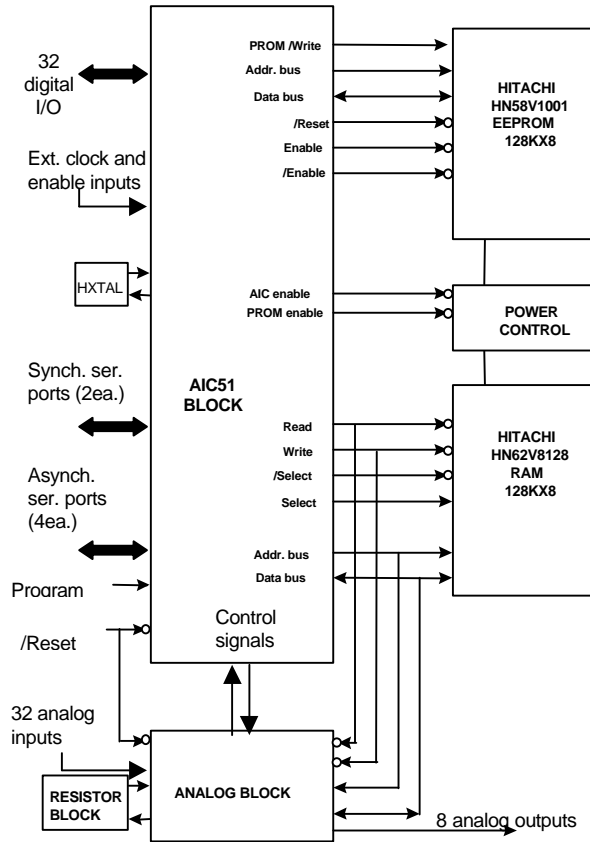 32
digital
I/O
Ext. clock and
enable inputs
HXTAL
Synch. ser.
ports (2ea.)
Asynch.
ser. ports
(4ea.)
Program
/Reset
32 analog
inputs
RESISTOR
BLOCK
PROM /Write
Addr. bus
Data bus
/Reset
Enable
/Enable
AIC enable
PROM enable
AIC51
BLOCK
Read
Write
/Select
Select
Addr. bus
Data bus
Control
signals
ANALOG BLOCK
HITACHI
HN58V1001
EEPROM
128KX8
POWER
CONTROL
HITACHI
HN62V8128
RAM
128KX8
8 analog outputs